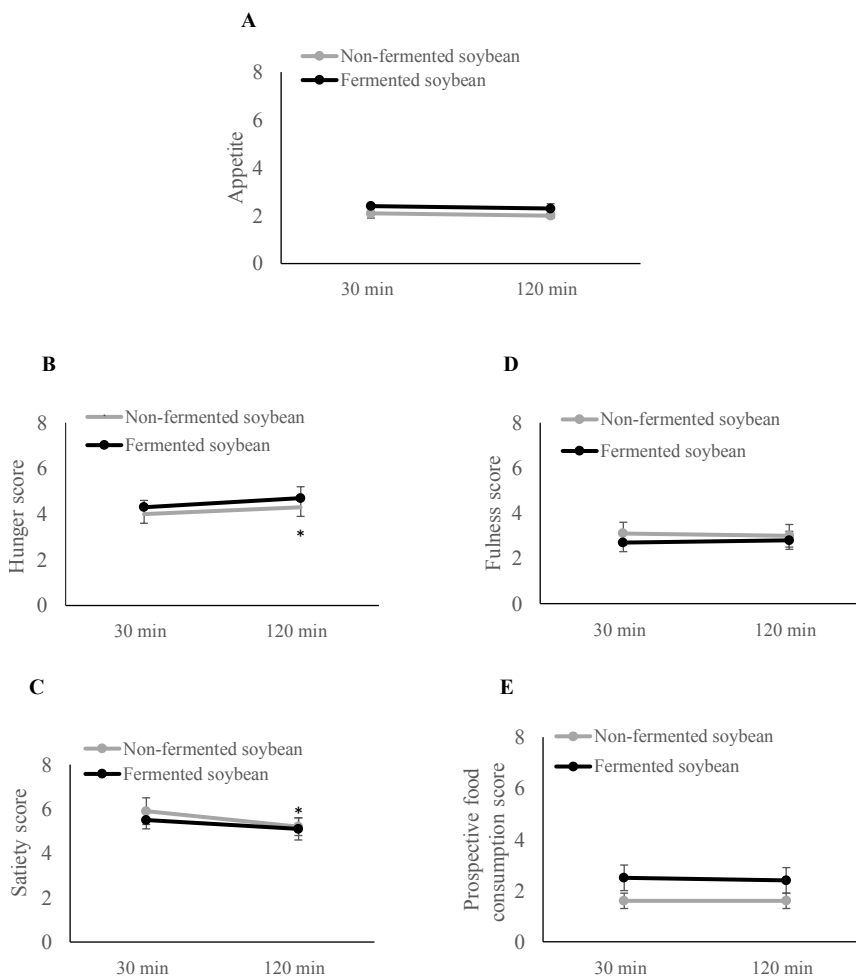 A
Non-fermented soybean
Fermented soybean
Appetite
8
6
4
2
0
30 min
120 min
B
Non-fermented soybean
Fermented soybean
Hunger score
8
6
4
2
0
*
30 min
120 min
D
Non-fermented soybean
Fermented soybean
Fulness score
8
6
4
2
0
30 min
120 min
C
Non-fermented soybean
Fermented soybean
Satiety score
8
6
4
2
0
*
30 min
120 min
E
Non-fermented soybean
Fermented soybean
Prospective food
consumption score
8
6
4
2
0
30 min
120 min